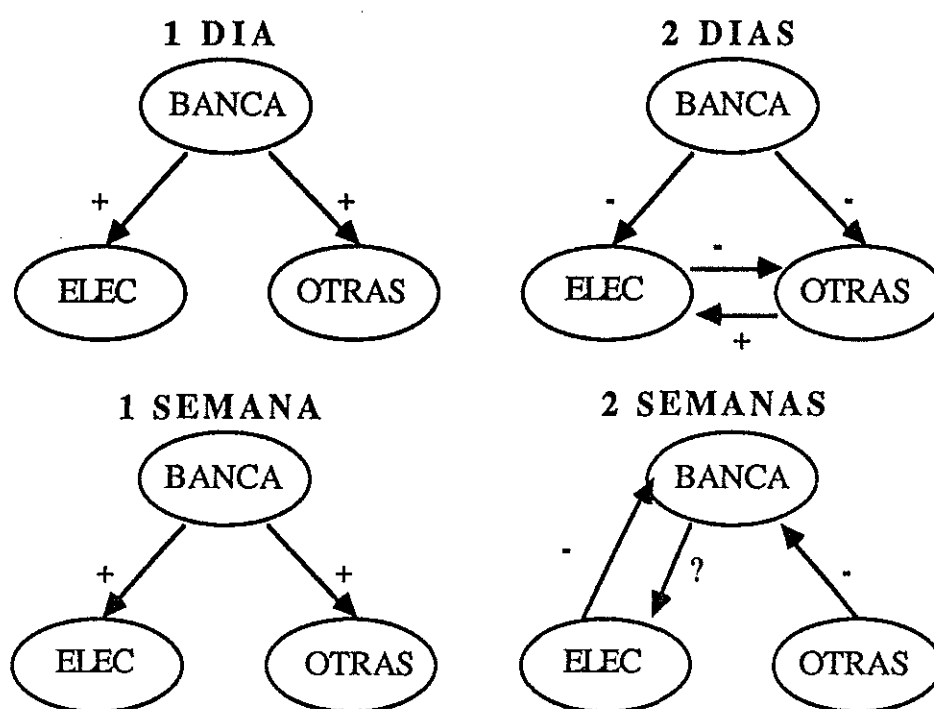 1 DIA
BANCA
+ +
ELEC OTRAS
2 DIAS
BANCA
- -
-
ELEC OTRAS
+
1 SEMANA
BANCA
+ +
ELEC OTRAS
2 SEMANAS
BANCA
- ? -
ELEC OTRAS